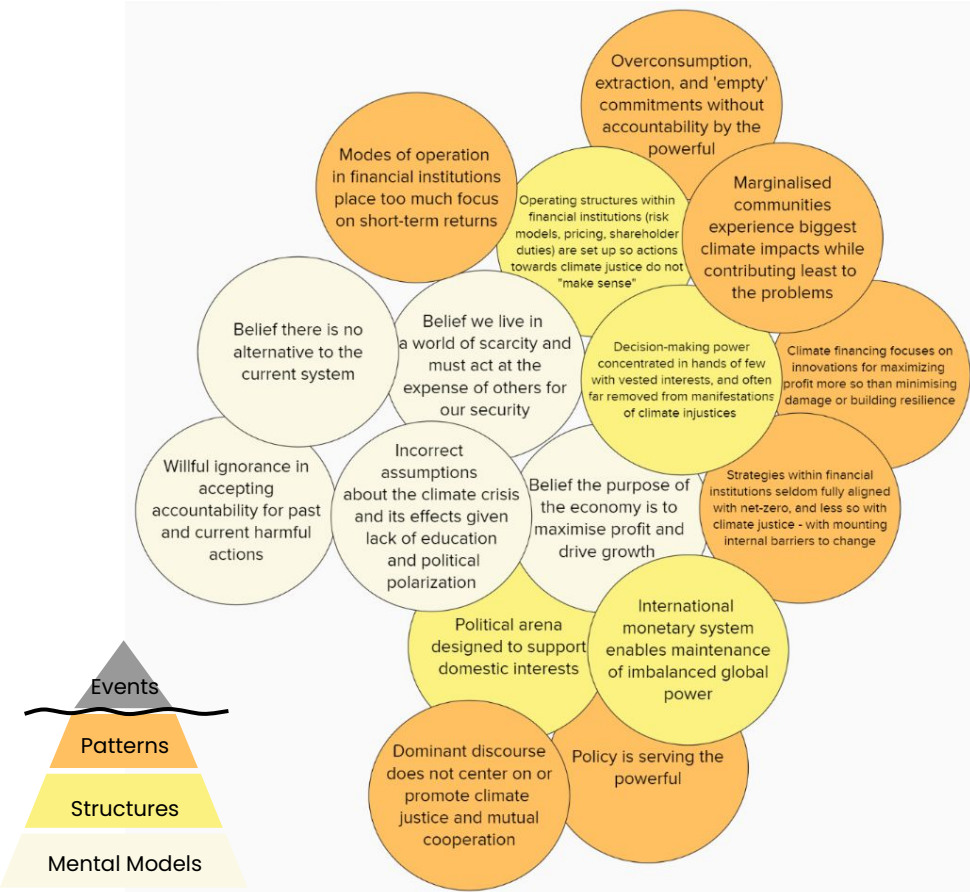 Overconsumption,
extraction, and 'empty'
commitments without
accountability by the
powerful
Modes of operation
in financial institutions
place too much focus
on short-term returns
Operating structures within
financial institutions (risk
models, pricing, shareholder
duties) are set up so actions
towards climate justice do not
"make sense"
Marginalised
communities
experience biggest
climate impacts while
contributing least to
the problems
Belief there is no
alternative to the
current system
Belief we live in
a world of scarcity and
must act at the
expense of others for
our security
Decision-making power
concentrated in hands of few
with vested interests, and often
far removed from manifestations
of climate injustices
Climate financing focuses on
innovations for maximizing
profit more so than minimising
damage or building resilience
Willful ignorance in
accepting
accountability for past
and current harmful
actions
Incorrect
assumptions
about the climate crisis
and its effects given
lack of education
and political
polarization
Belief the purpose of
the economy is to
maximise profit and
drive growth
Strategies within financial
institutions seldom fully aligned
with net-zero, and less so with
climate justice - with mounting
internal barriers to change
Political arena
designed to support
domestic interests
International
monetary system
enables maintenance
of imbalanced global
power
Dominant discourse
does not center on or
promote climate
justice and mutual
cooperation
Policy is serving the
powerful
Events
Patterns
Structures
Mental Models